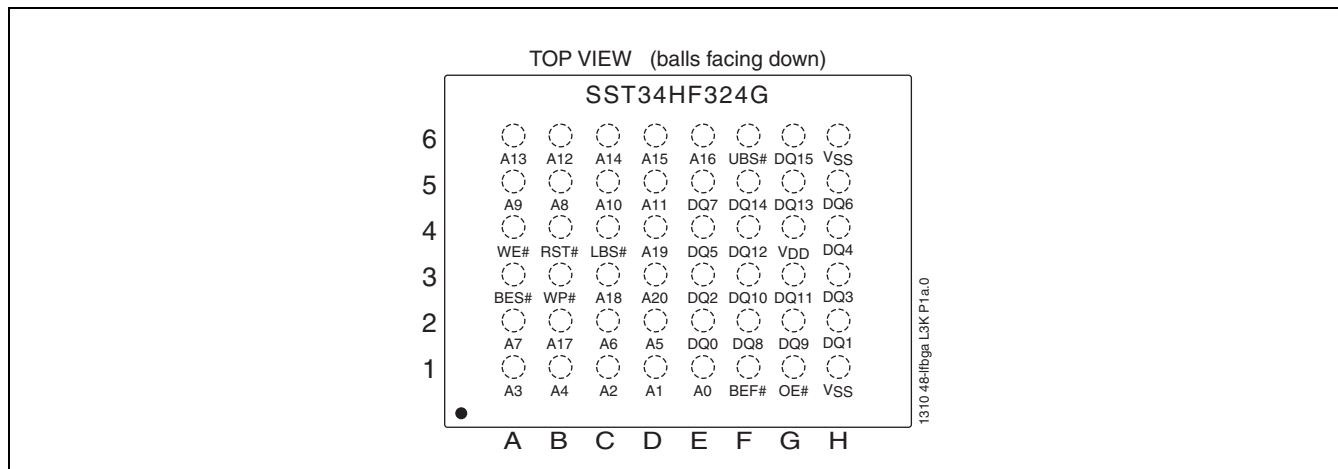 TOP VIEW (balls facing down)
SST34HF324G
6
A13 A12 A14 A15 A16 UBS# DQ15 VSS
5
A9 A8 A10 A11 DQ7 DQ14 DQ13 DQ6
4
WE# RST# LBS# A19 DQ5 DQ12 VDD DQ4
3
BES# WP# A18 A20 DQ2 DQ10 DQ11 DQ3
2
A7 A17 A6 A5 DQ0 DQ8 DQ9 DQ1
1
A3 A4 A2 A1 A0 BEF# OE# VSS
A B C D E F G H
1310 48-lfbga L3K P1a.0